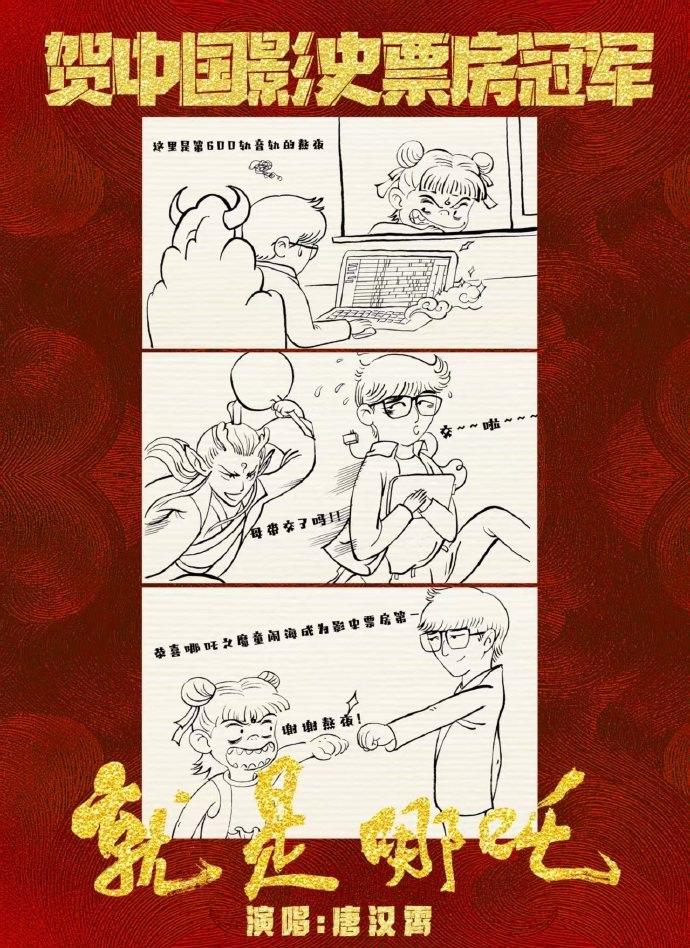 贺中国影史票房冠军
这里是第600轨音轨的熬夜
交~~啦~~~
母带交了吗!!
恭喜哪吒之魔童闹海成为影史票房第一
谢谢熬夜!
就是哪吒
演唱:唐汉霄